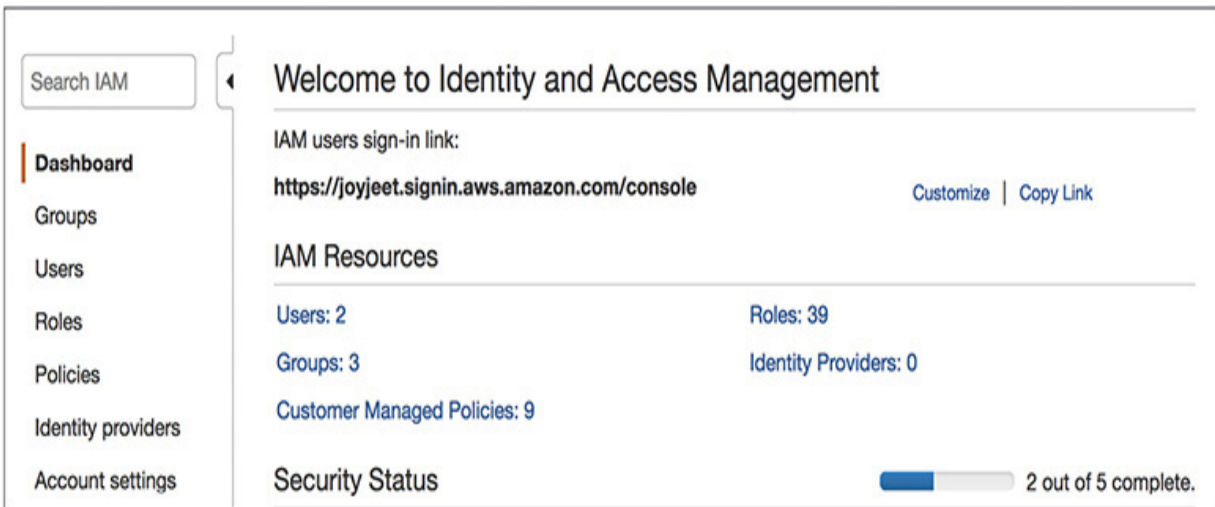 Search IAM
Dashboard
Groups
Users
Roles
Policies
Identity providers
Account settings
Welcome to Identity and Access Management
IAM users sign-in link:
https://joyjeet.signin.aws.amazon.com/console
Customize | Copy Link
IAM Resources
Users: 2
Roles: 39
Groups: 3
Identity Providers: 0
Customer Managed Policies: 9
Security Status
2 out of 5 complete.